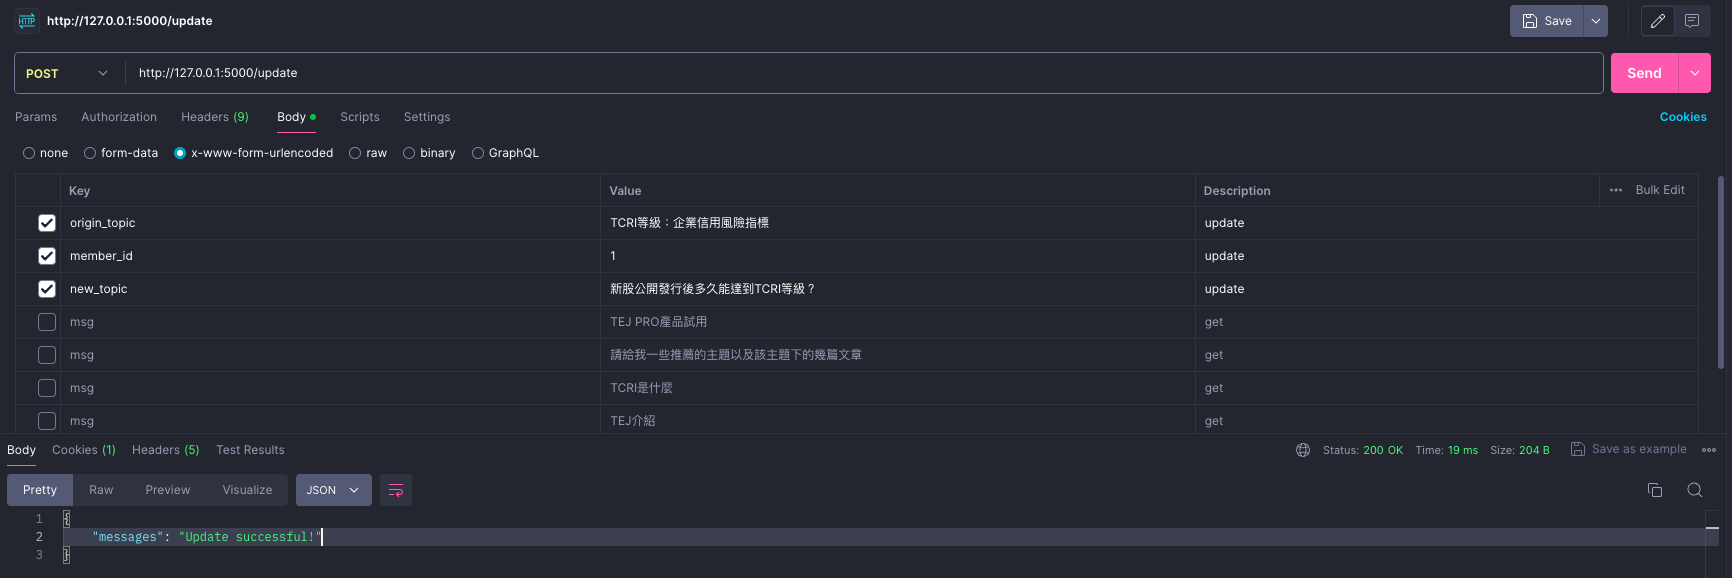 HTTP http://127.0.0.1:5000/update Save
POST http://127.0.0.1:5000/update Send
Params Authorization Headers (9) Body Scripts Settings Cookies
none form-data x-www-form-urlencoded raw binary GraphQL
Key Value Description ••• Bulk Edit
origin_topic TCRI等級：企業信用風險指標 update
member_id 1 update
new_topic 新股公開發行後多久能達到TCRI等級？ update
msg TEJ PRO產品試用 get
msg 請給我一些推薦的主題以及該主題下的幾篇文章 get
msg TCRI是什麼 get
msg TEJ介紹 get
Body Cookies (1) Headers (5) Test Results Status: 200 OK Time: 19 ms Size: 204 B Save as example •••
Pretty Raw Preview Visualize JSON
1 {
2 "messages": "Update successful!"
3 }